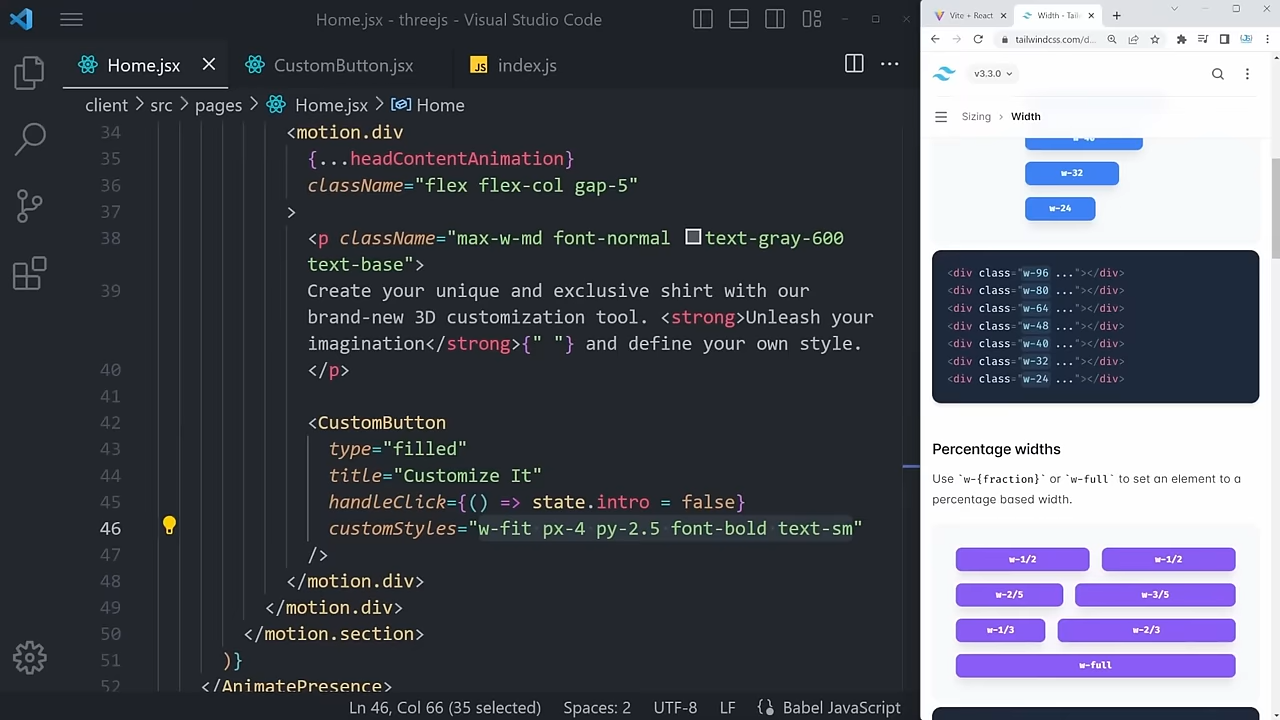 Home.jsx - threejs - Visual Studio Code
Home.jsx
CustomButton.jsx
JS index.js
client > src > pages > Home.jsx > Home
34 <motion.div
35 {...headContentAnimation}
36 className="flex flex-col gap-5"
37 >
38 <p className="max-w-md font-normal text-gray-600
text-base">
39 Create your unique and exclusive shirt with our
brand-new 3D customization tool. <strong>Unleash your
imagination</strong>{" "} and define your own style.
40 </p>
41
42 <CustomButton
43 type="filled"
44 title="Customize It"
45 handleClick={() => state.intro = false}
46 customStyles="w-fit px-4 py-2.5 font-bold text-sm"
47 />
48 </motion.div>
49 </motion.div>
50 </motion.section>
51 )}
52 </AnimatePresence>
Ln 46, Col 66 (35 selected) Spaces: 2 UTF-8 LF Babel JavaScript
Vite + React
Width - Tail
tailwindcss.com/d...
v3.3.0
Sizing > Width
w-40
w-32
w-24
<div class="w-96 ..."></div>
<div class="w-80 ..."></div>
<div class="w-64 ..."></div>
<div class="w-48 ..."></div>
<div class="w-40 ..."></div>
<div class="w-32 ..."></div>
<div class="w-24 ..."></div>
Percentage widths
Use `w-{fraction}` or `w-full` to set an element to a
percentage based width.
w-1/2 w-1/2
w-2/5 w-3/5
w-1/3 w-2/3
w-full